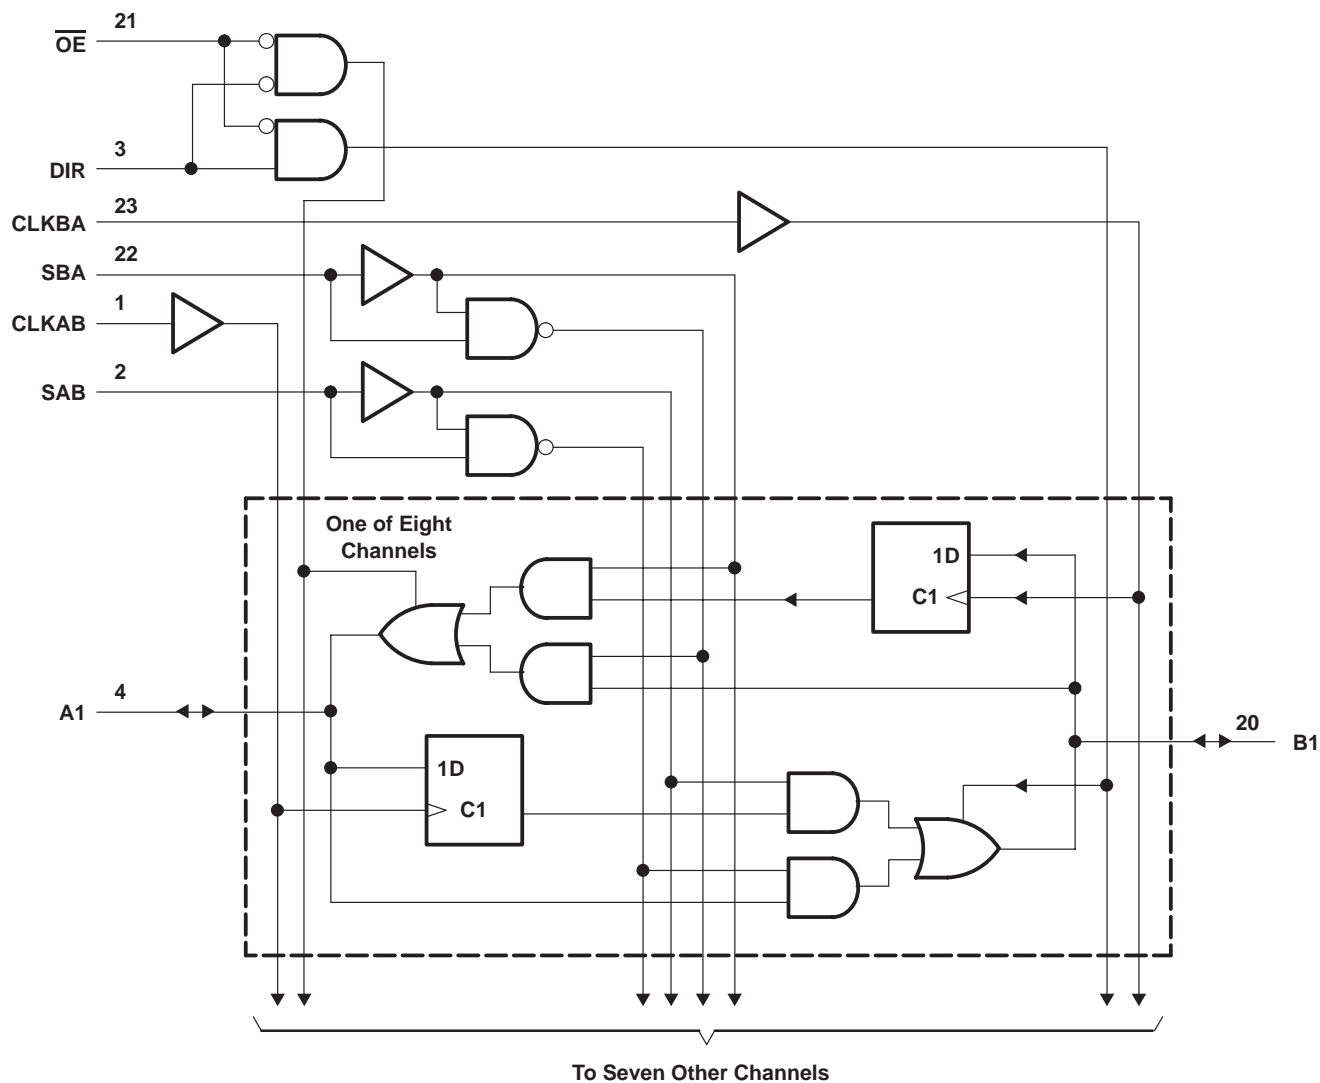 21
OE
3
DIR
23
CLKBA
22
SBA
1
CLKAB
2
SAB
One of Eight
Channels
1D
C1
4
A1
20
B1
1D
C1
To Seven Other Channels